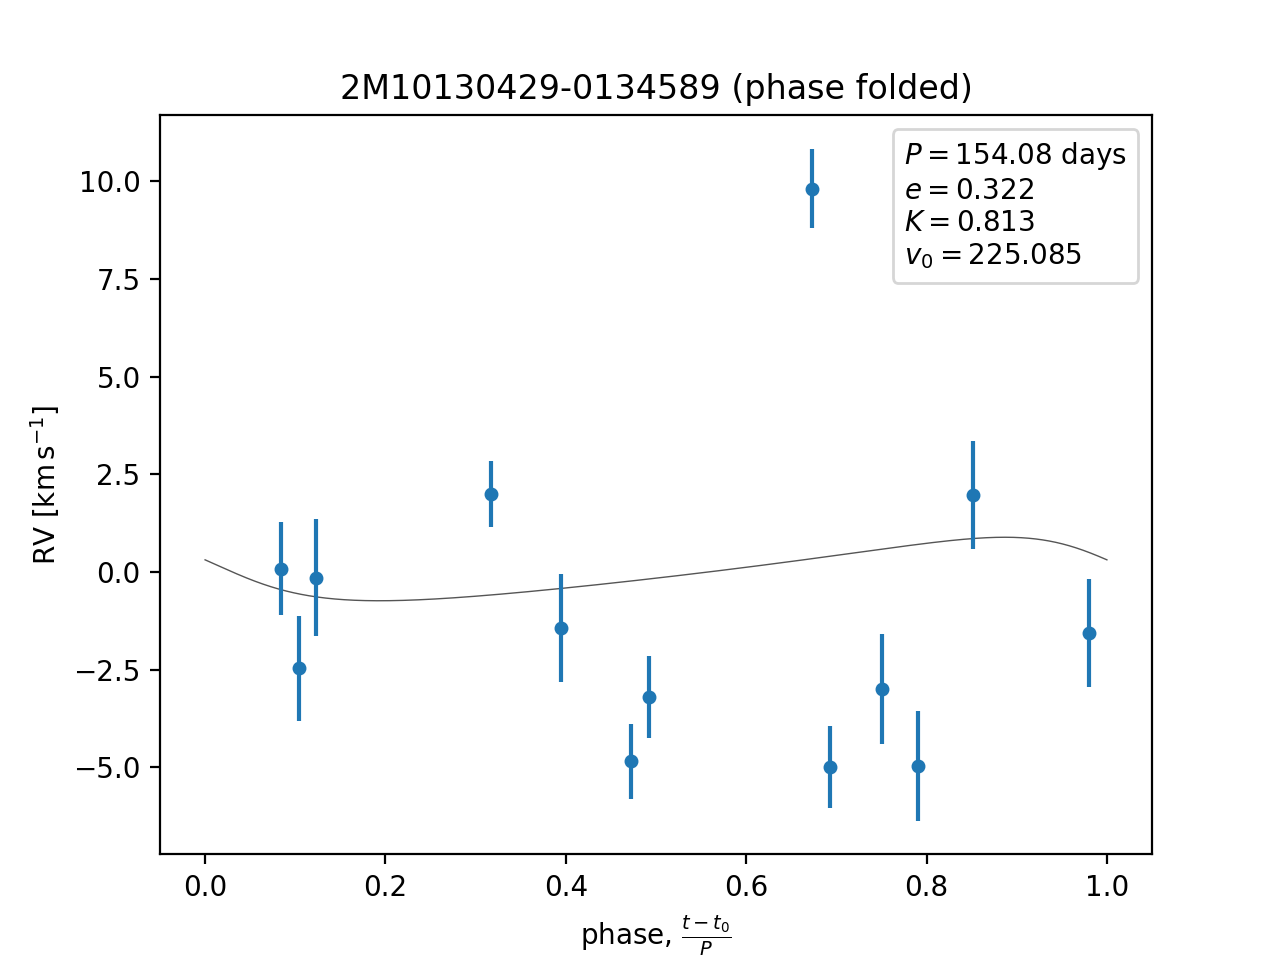 2M10130429-0134589 (phase folded)
P = 154.08 days
e = 0.322
K = 0.813
v₀ = 225.085
10.0
7.5
5.0
2.5
0.0
−2.5
−5.0
RV [km s⁻¹]
0.0 0.2 0.4 0.6 0.8 1.0
phase, (t − t₀)/P